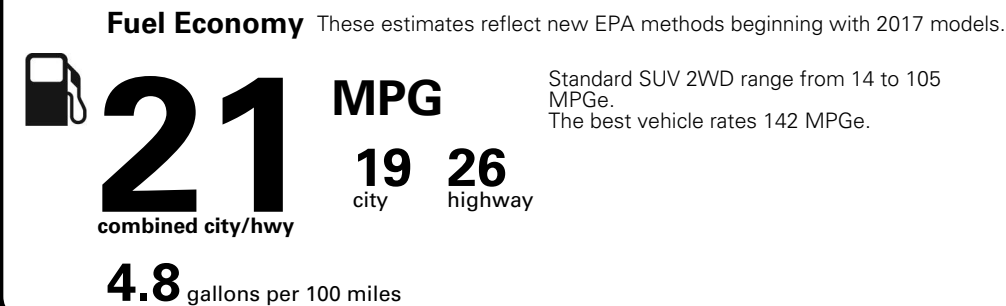 Fuel Economy These estimates reflect new EPA methods beginning with 2017 models.
21 MPG
Standard SUV 2WD range from 14 to 105
MPGe.
The best vehicle rates 142 MPGe.
19 26
city highway
combined city/hwy
4.8 gallons per 100 miles